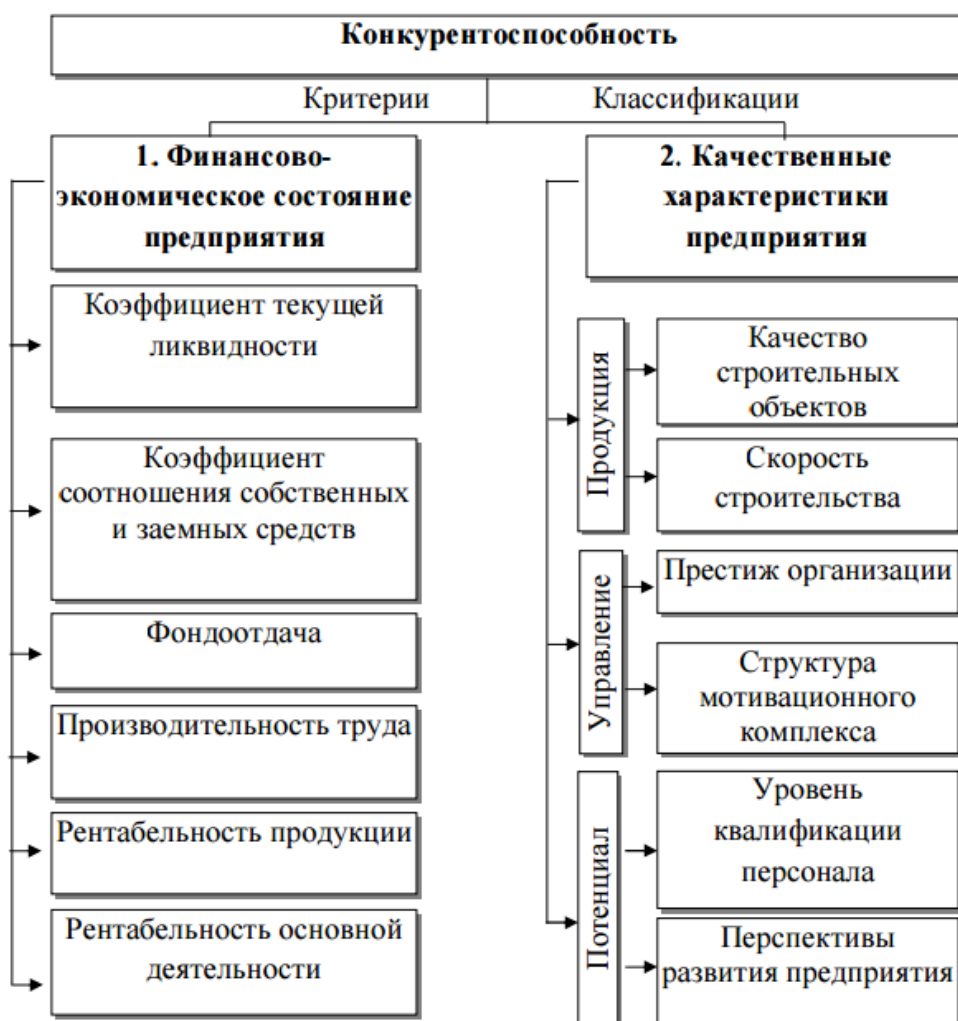 Конкурентоспособность
Критерии Классификации
1. Финансово-
экономическое состояние
предприятия
Коэффициент текущей
ликвидности
Коэффициент
соотношения собственных
и заемных средств
Фондоотдача
Производительность труда
Рентабельность продукции
Рентабельность основной
деятельности
2. Качественные
характеристики
предприятия
Продукция
Качество
строительных
объектов
Скорость
строительства
Управление
Престиж организации
Структура
мотивационного
комплекса
Потенциал
Уровень
квалификации
персонала
Перспективы
развития предприятия